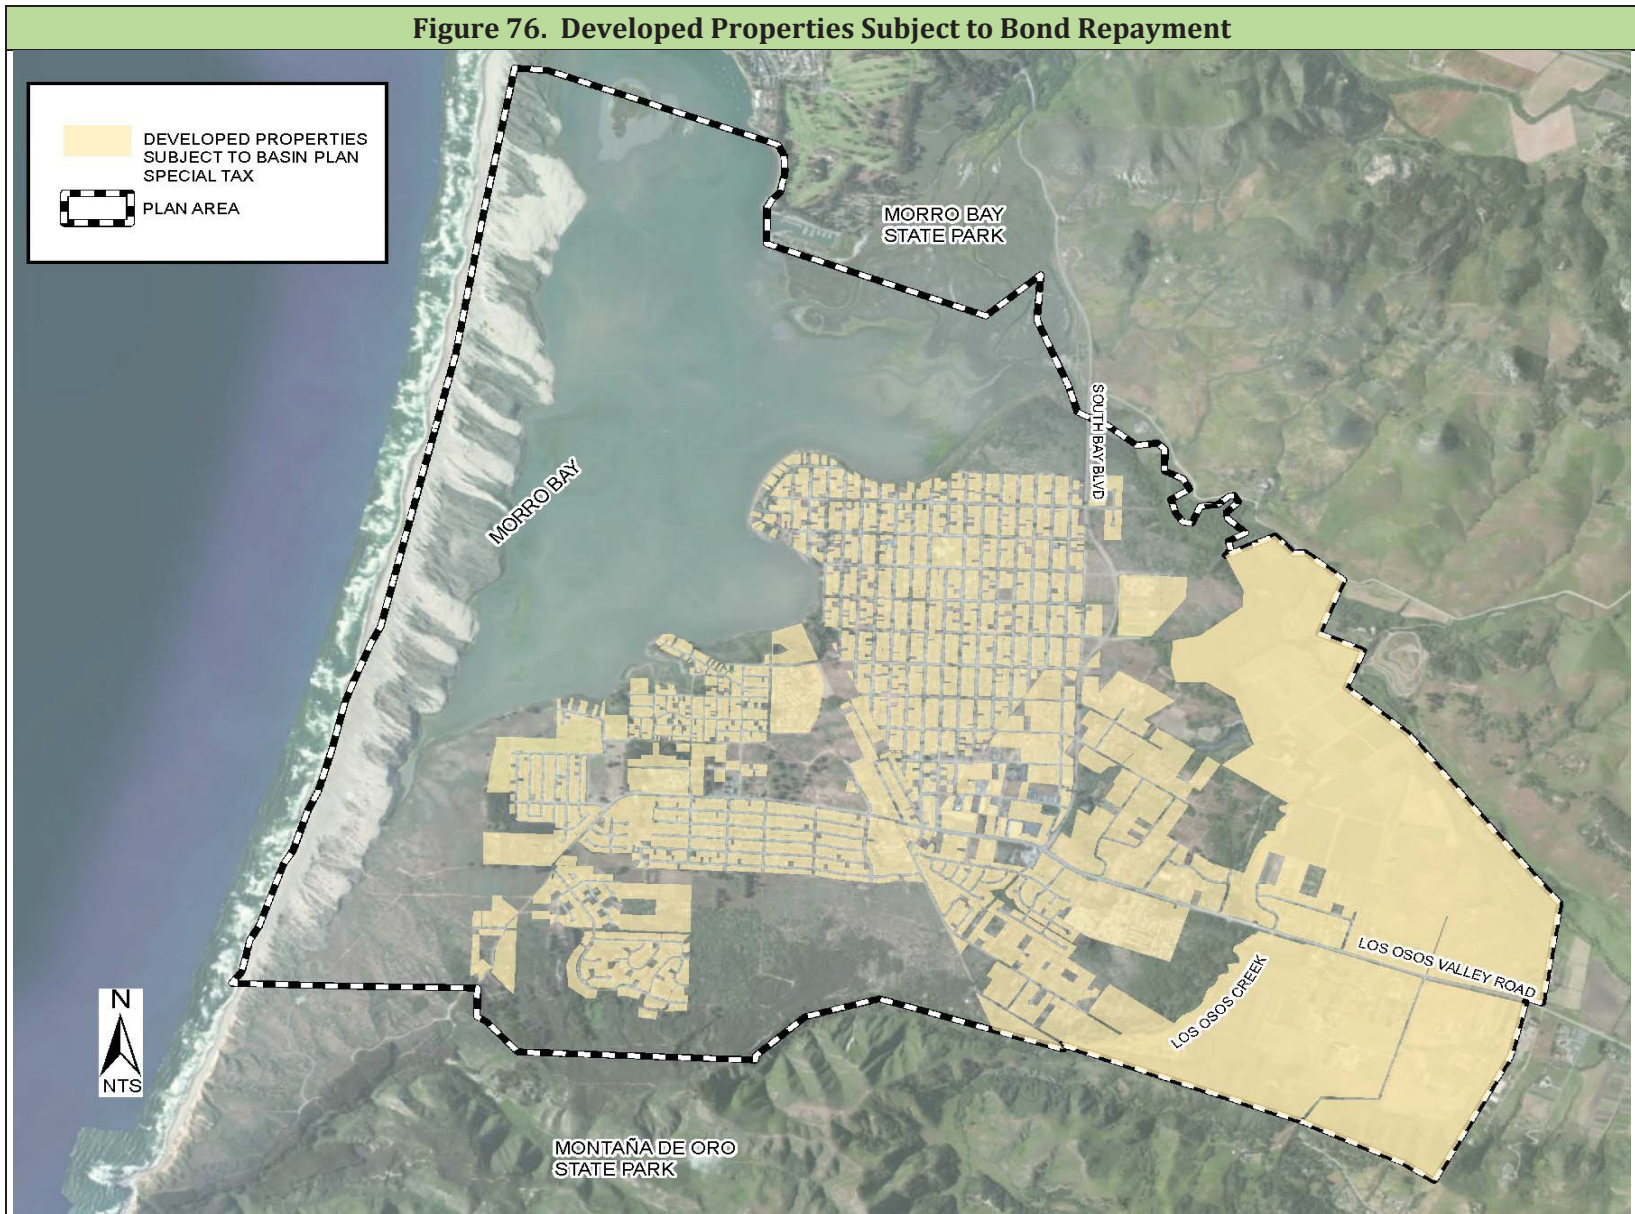 Figure 76. Developed Properties Subject to Bond Repayment
DEVELOPED PROPERTIES
SUBJECT TO BASIN PLAN
SPECIAL TAX
PLAN AREA
MORRO BAY
STATE PARK
SOUTH BAY BLVD
MORRO BAY
LOS OSOS VALLEY ROAD
LOS OSOS CREEK
N
NTS
MONTAÑA DE ORO
STATE PARK